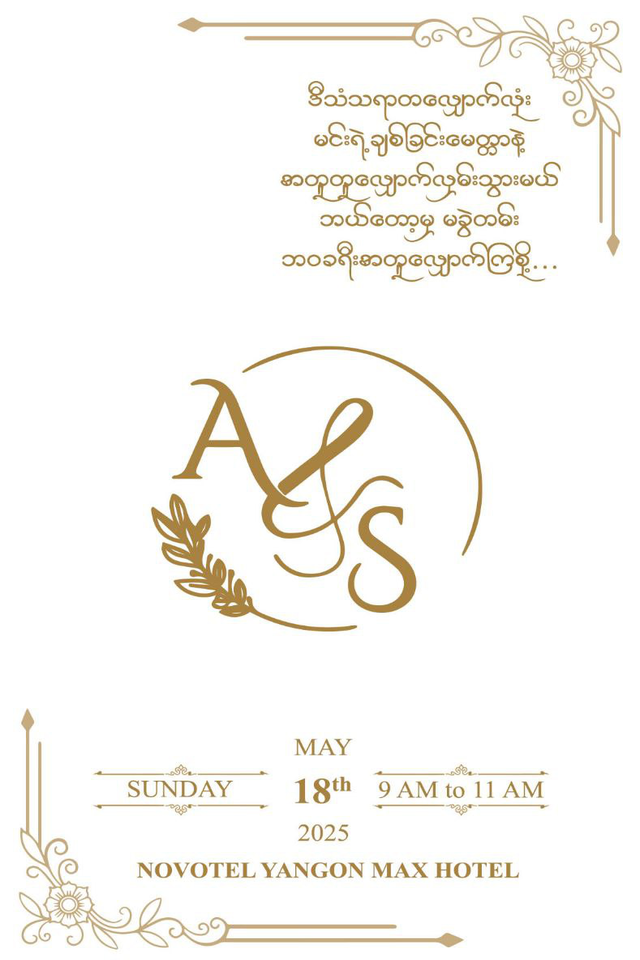 ဒီသံသရာတလျှောက်လုံး
မင်းရဲ့ချစ်ခြင်းမေတ္တာနဲ့
အတူတူလျှောက်လှမ်းသွားမယ်
ဘယ်တော့မှ မခွဲတမ်း
ဘဝခရီးအတူလျှောက်ကြစို့...
A & S
MAY
SUNDAY 18th 9 AM to 11 AM
2025
NOVOTEL YANGON MAX HOTEL